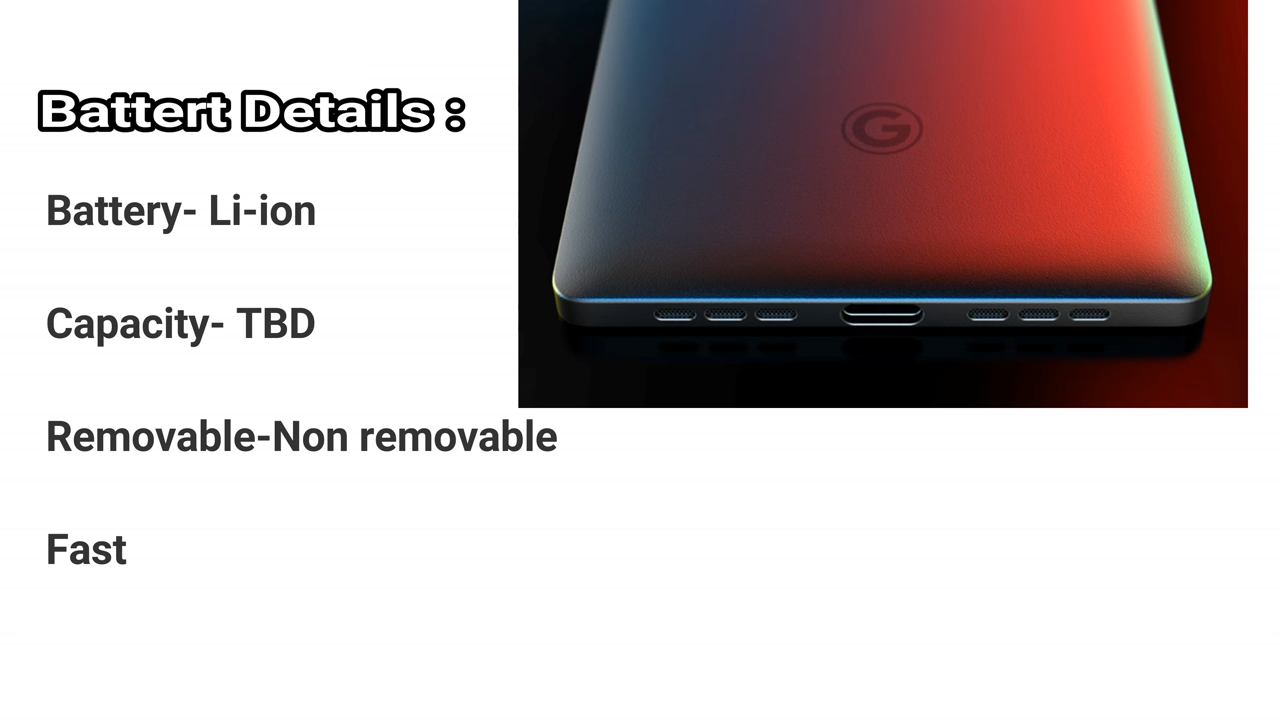 Battert Details :
Battery- Li-ion
Capacity- TBD
Removable-Non removable
Fast
G